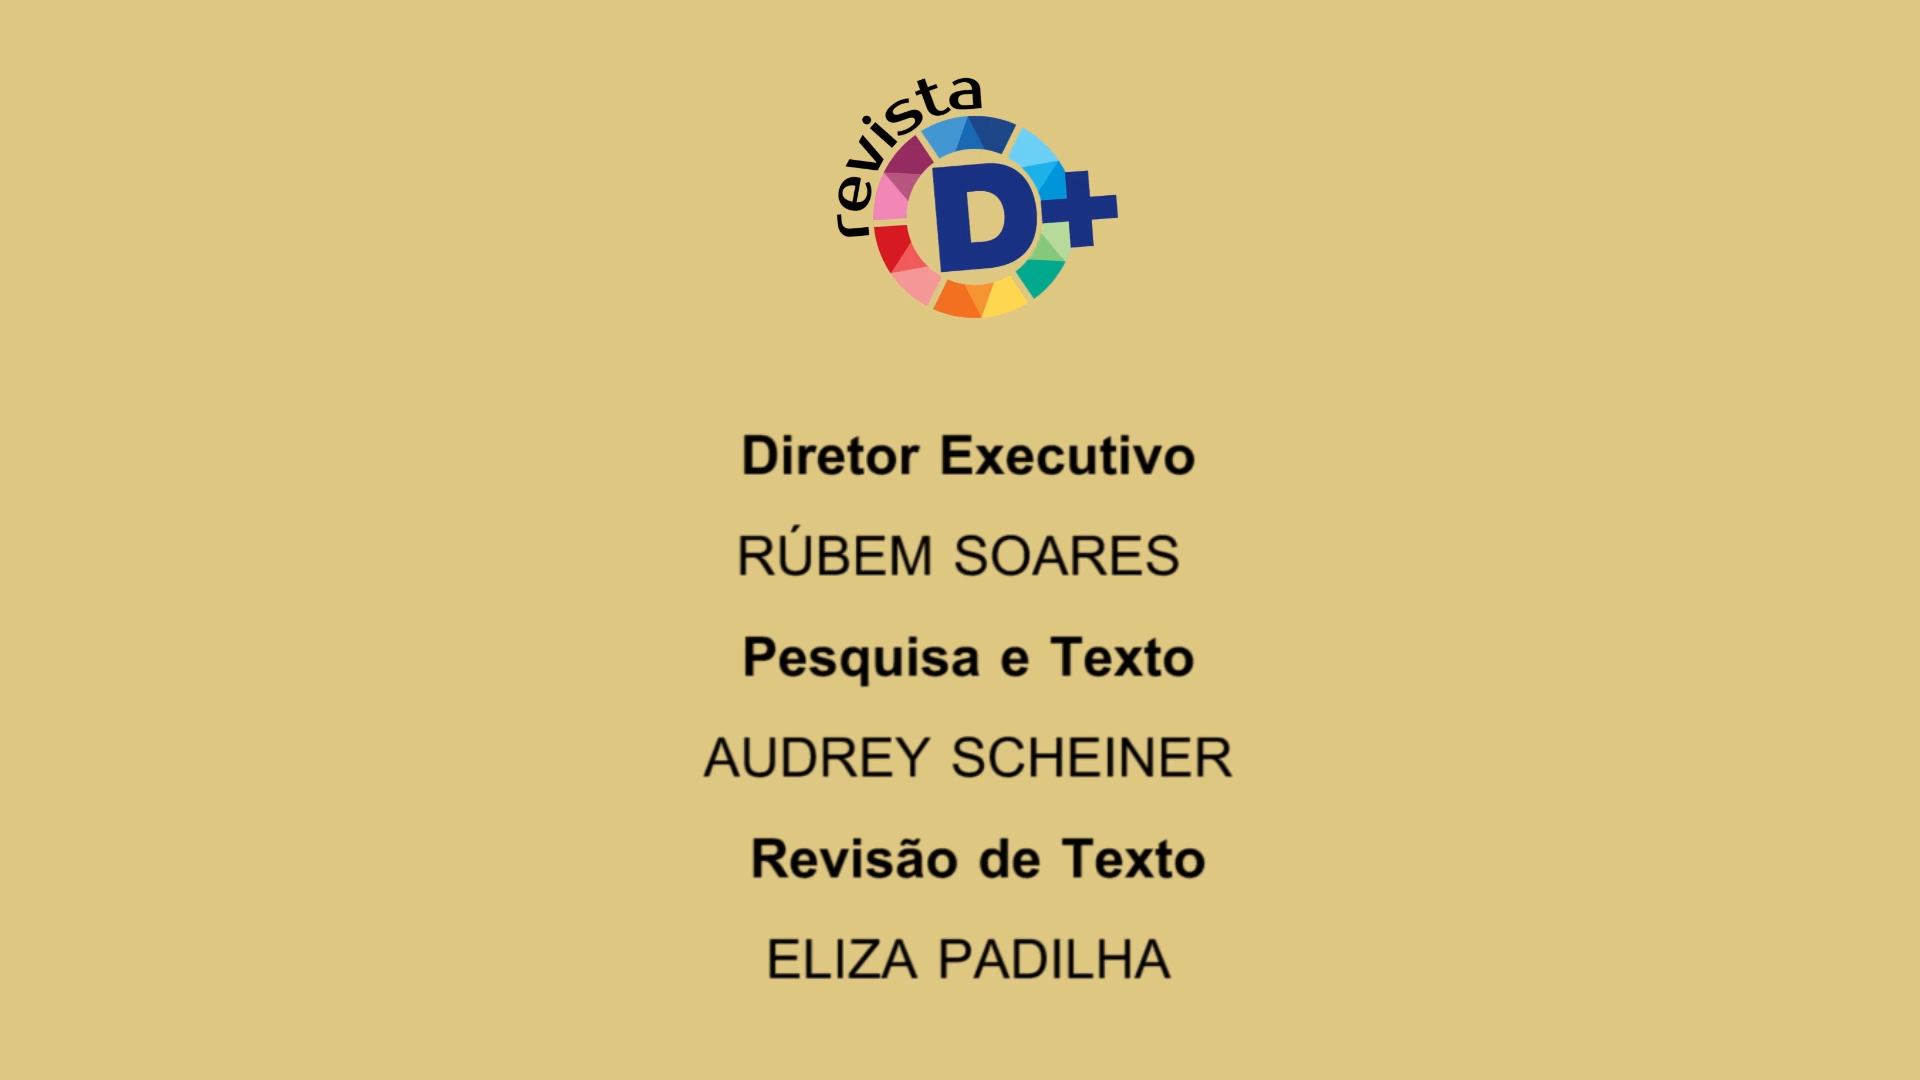 revista
D+
Diretor Executivo
RÚBEM SOARES
Pesquisa e Texto
AUDREY SCHEINER
Revisão de Texto
ELIZA PADILHA